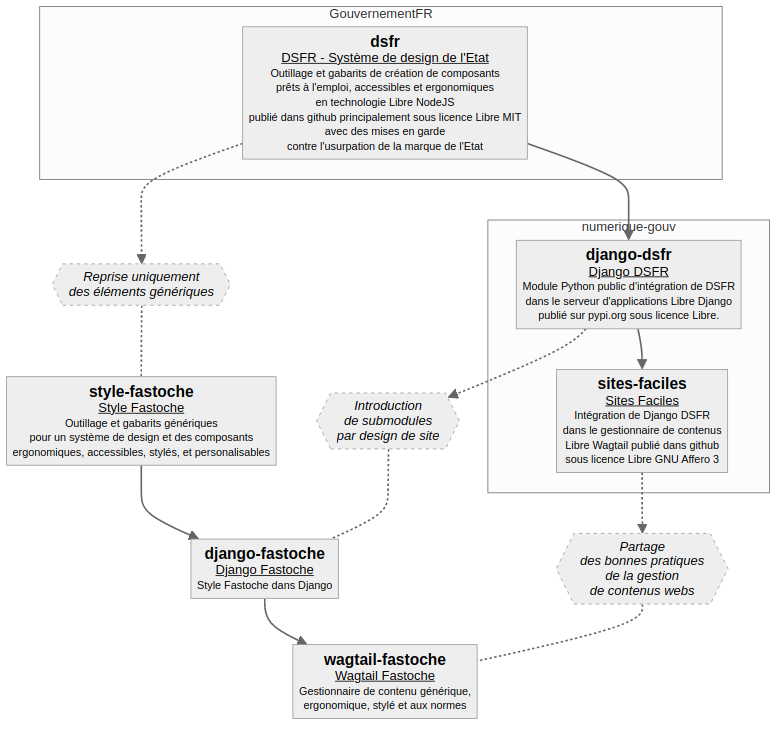 GouvernementFR
dsfr
DSFR - Système de design de l'Etat
Outillage et gabarits de création de composants
prêts à l'emploi, accessibles et ergonomiques
en technologie Libre NodeJS
publié dans github principalement sous licence Libre MIT
avec des mises en garde
contre l'usurpation de la marque de l'Etat
numerique-gouv
django-dsfr
Django DSFR
Module Python public d'intégration de DSFR
dans le serveur d'applications Libre Django
publié sur pypi.org sous licence Libre.
Reprise uniquement
des éléments génériques
style-fastoche
Style Fastoche
Outillage et gabarits génériques
pour un système de design et des composants
ergonomiques, accessibles, stylés, et personalisables
Introduction
de submodules
par design de site
sites-faciles
Sites Faciles
Intégration de Django DSFR
dans le gestionnaire de contenus
Libre Wagtail publié dans github
sous licence Libre GNU Affero 3
django-fastoche
Django Fastoche
Style Fastoche dans Django
Partage
des bonnes pratiques
de la gestion
de contenus webs
wagtail-fastoche
Wagtail Fastoche
Gestionnaire de contenu générique,
ergonomique, stylé et aux normes